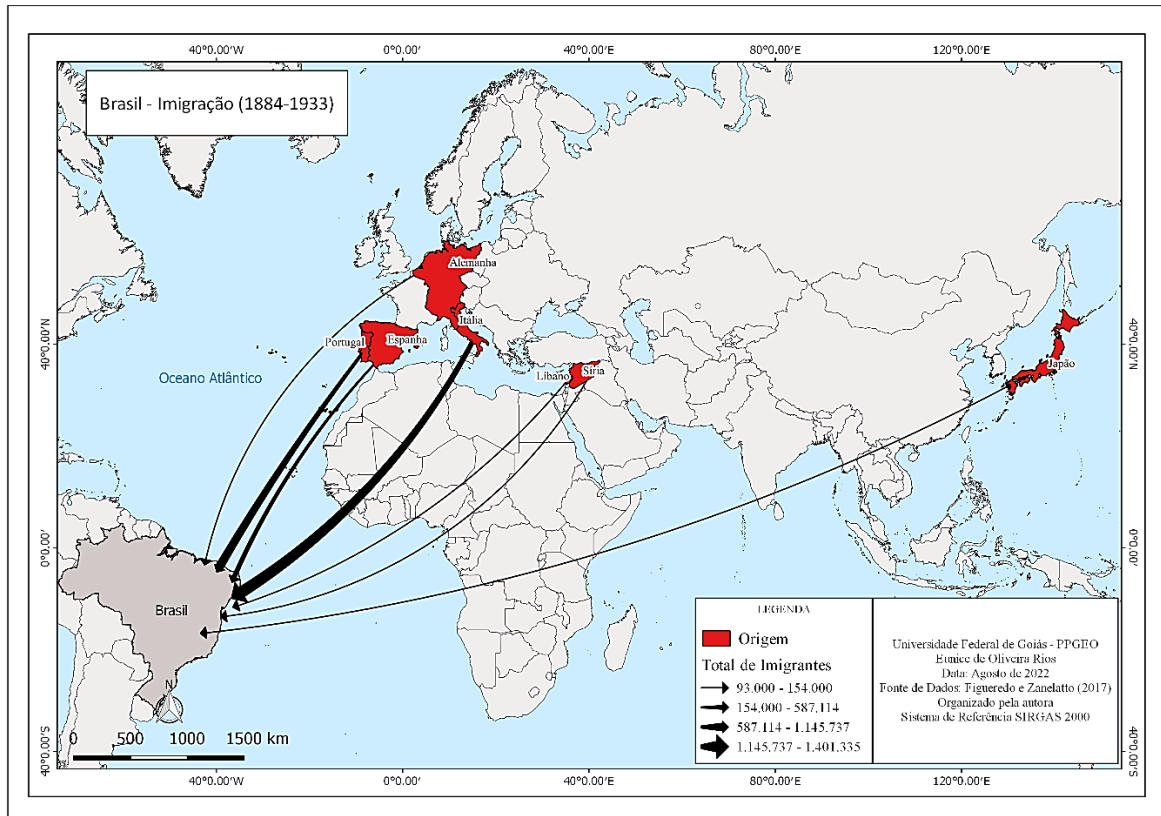 40°0.00'W
0°0.00'
40°0.00'E
80°0.00'E
120°0.00'E
Brasil - Imigração (1884-1933)
Alemanha
Itália
Portugal
Espanha
40°0.00'N
40°0.00'N
Líbano
Síria
Japão
Oceano Atlântico
0°0.00'
0°0.00'
Brasil
N
0 500 1000 1500 km
LEGENDA
Origem
Total de Imigrantes
93.000 - 154.000
154.000 - 587.114
587.114 - 1.145.737
1.145.737 - 1.401.335
Universidade Federal de Goiás - PPGEO
Eunice de Oliveira Rios
Data: Agosto de 2022
Fonte de Dados: Figueredo e Zanelatto (2017)
Organizado pela autora
Sistema de Referência SIRGAS 2000
40°0.00'S
40°0.00'S
40°0.00'W
0°0.00'
40°0.00'E
80°0.00'E
120°0.00'E